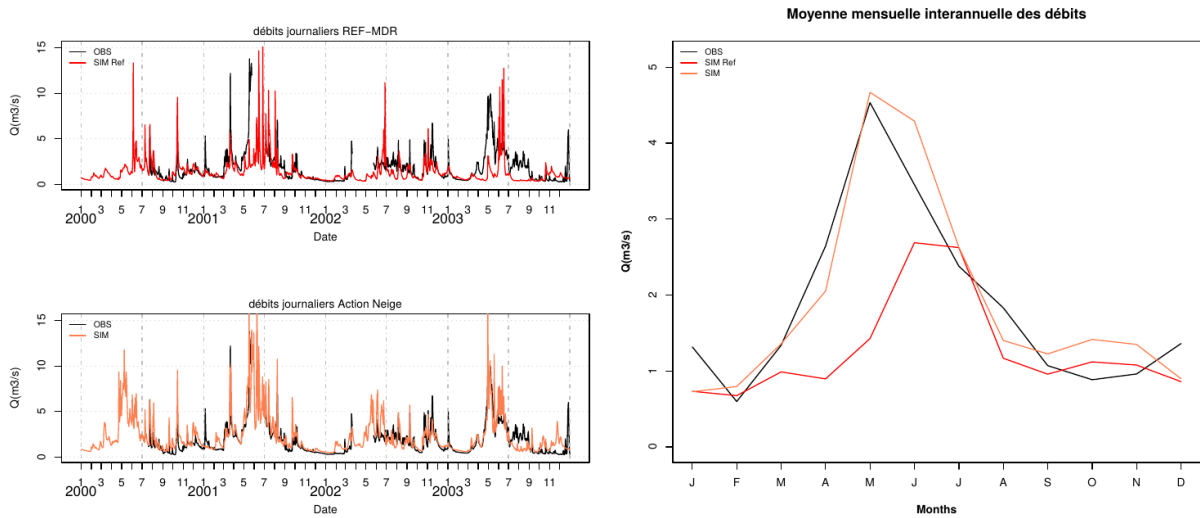 débits journaliers REF−MDR
OBS
SIM Ref
Q(m3/s)
15
10
5
0
1 3 5 7 9 11 1 3 5 7 9 11 1 3 5 7 9 11 1 3 5 7 9 11
2000 2001 2002 2003
Date
débits journaliers Action Neige
OBS
SIM
Q(m3/s)
15
10
5
0
1 3 5 7 9 11 1 3 5 7 9 11 1 3 5 7 9 11 1 3 5 7 9 11
2000 2001 2002 2003
Date
Moyenne mensuelle interannuelle des débits
OBS
SIM Ref
SIM
Q(m3/s)
5
4
3
2
1
0
J F M A M J J A S O N D
Months